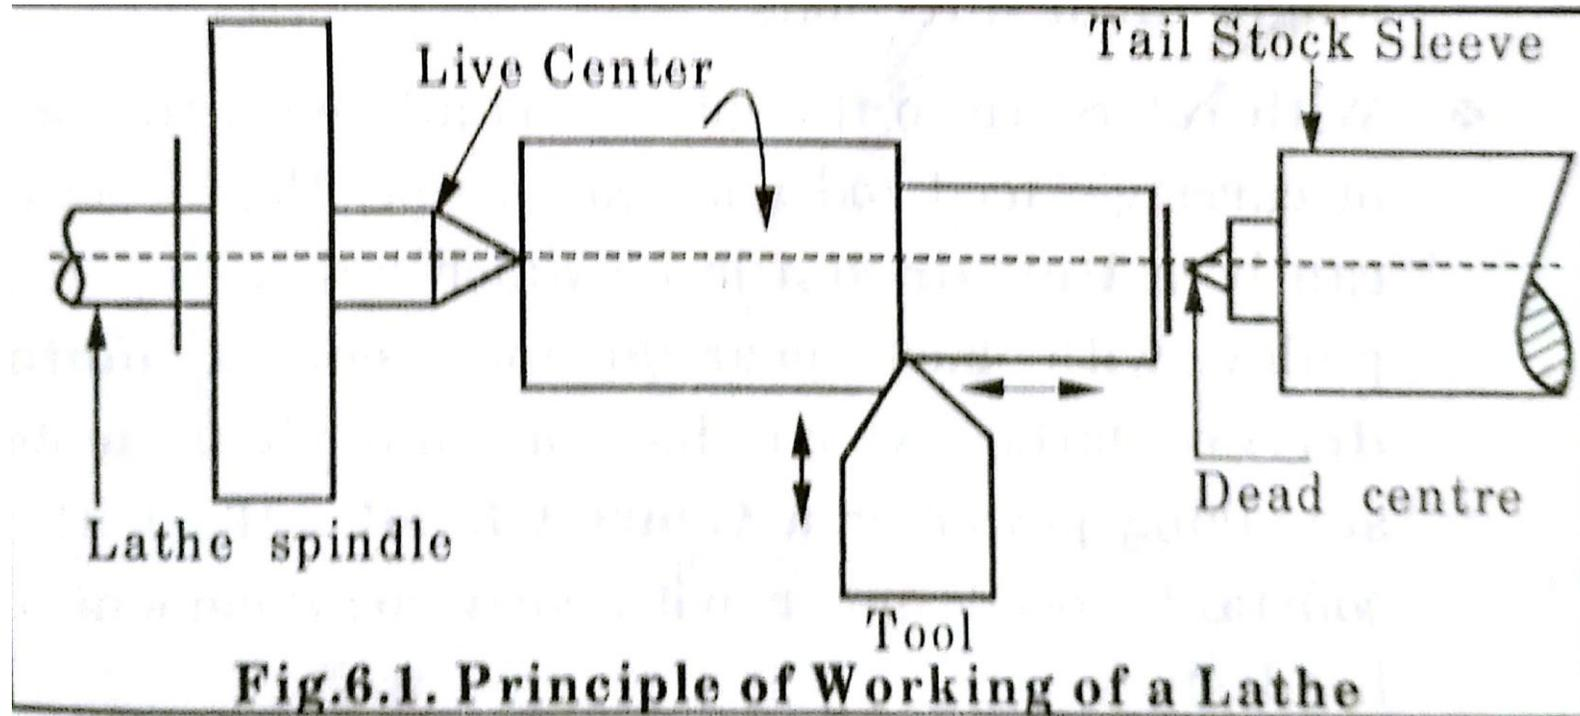 Tail Stock Sleeve
Live Center
Dead centre
Lathe spindle
Tool
Fig.6.1. Principle of Working of a Lathe